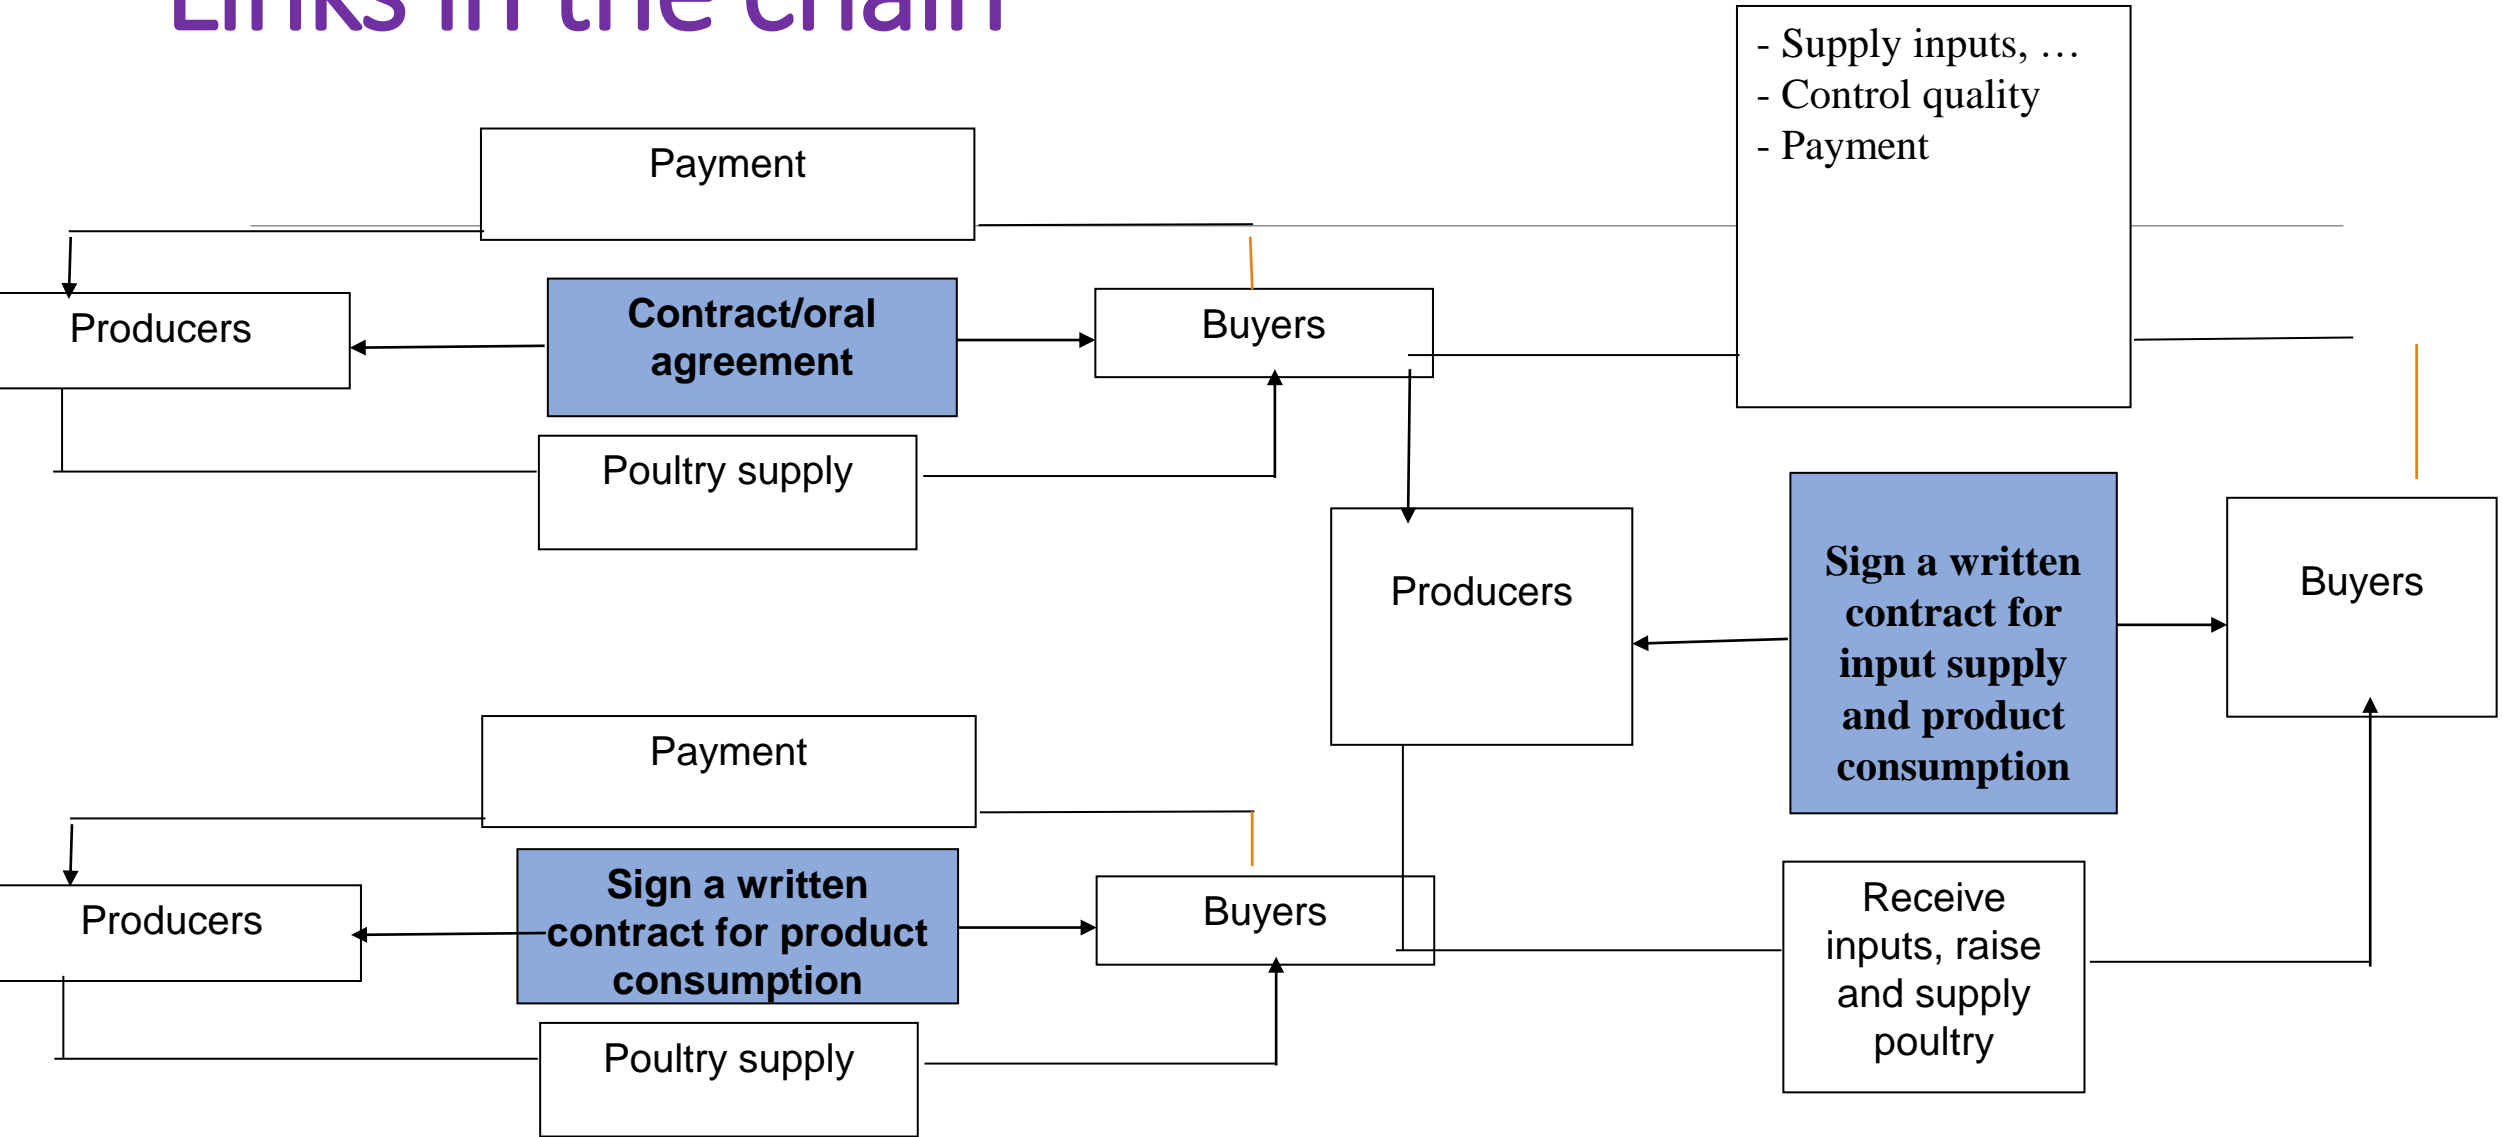 Links in the chain
- Supply inputs, …
- Control quality
- Payment
Payment
Producers
Contract/oral
agreement
Buyers
Poultry supply
Producers
Sign a written
contract for
input supply
and product
consumption
Buyers
Payment
Producers
Sign a written
contract for product
consumption
Buyers
Poultry supply
Receive
inputs, raise
and supply
poultry